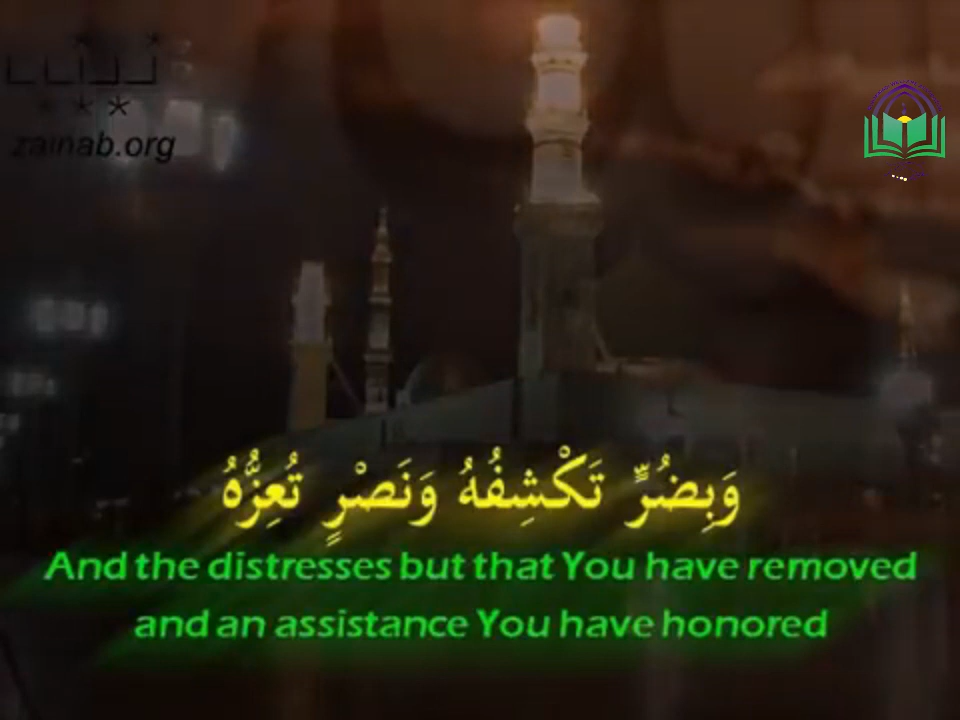 zainab.org
وَبِضُرٍّ تَكْشِفُهُ وَنَصْرٍ تُعِزُّهُ
And the distresses but that You have removed
and an assistance You have honored